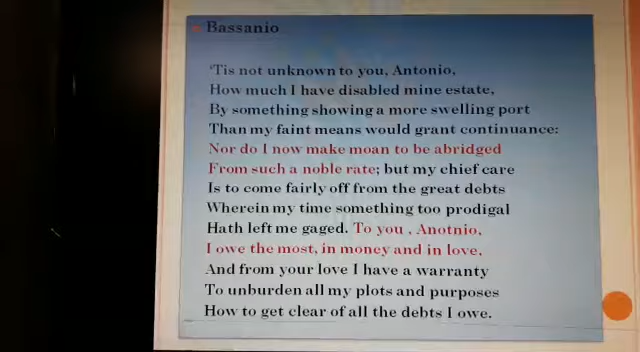 Bassanio
'Tis not unknown to you, Antonio,
How much I have disabled mine estate,
By something showing a more swelling port
Than my faint means would grant continuance:
Nor do I now make moan to be abridged
From such a noble rate; but my chief care
Is to come fairly off from the great debts
Wherein my time something too prodigal
Hath left me gaged. To you , Anotnio,
I owe the most, in money and in love,
And from your love I have a warranty
To unburden all my plots and purposes
How to get clear of all the debts I owe.